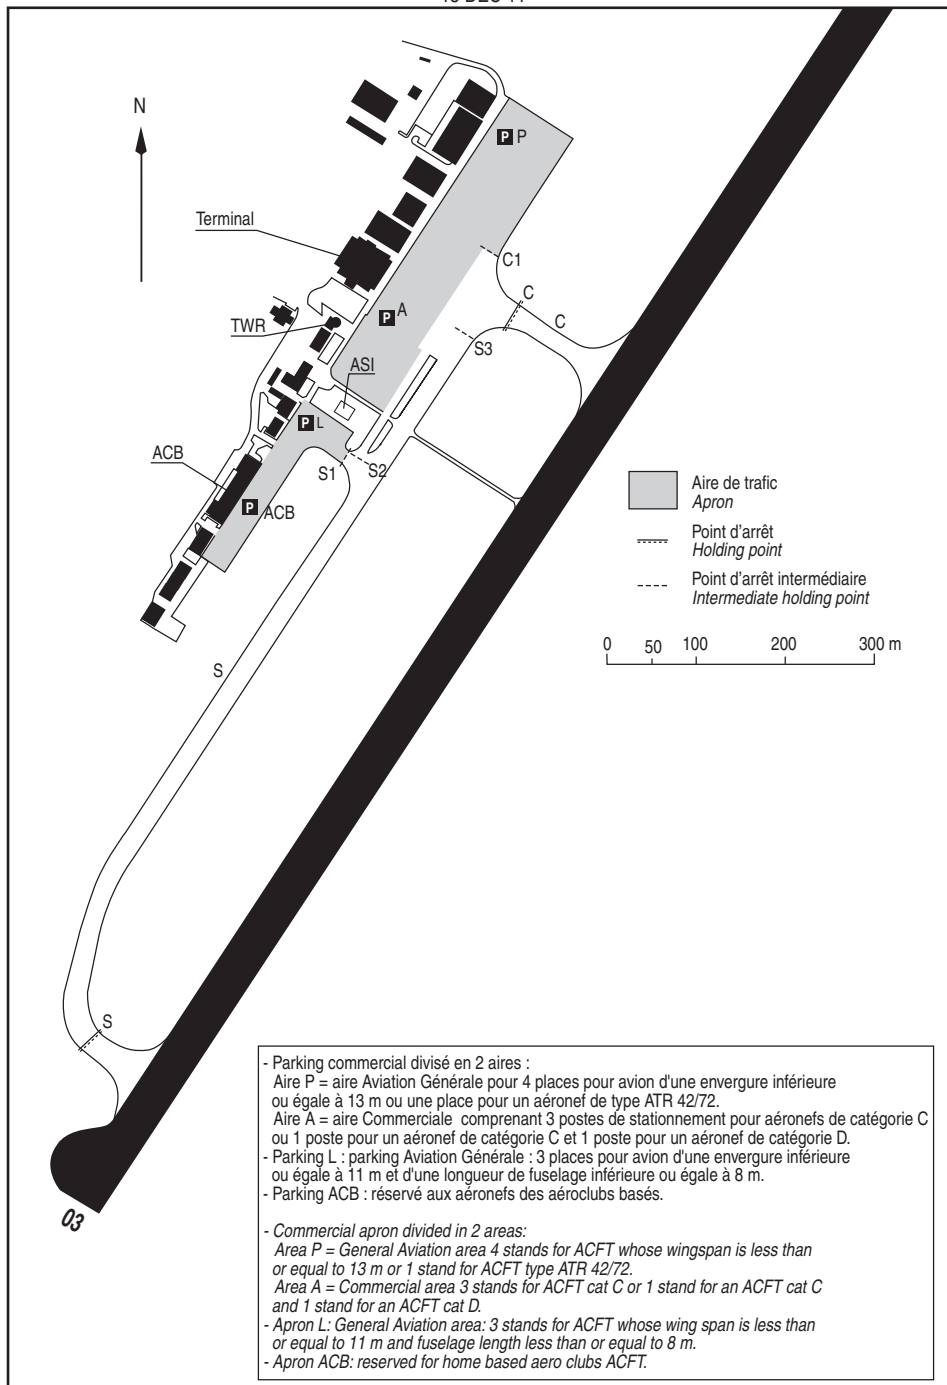 N
P P
Terminal
C1
C
C
P A
TWR
S3
ASI
P L
ACB
S1
S2
P ACB
Aire de trafic
Apron
Point d'arrêt
Holding point
Point d'arrêt intermédiaire
Intermediate holding point
0 50 100 200 300 m
S
S
03
- Parking commercial divisé en 2 aires :
Aire P = aire Aviation Générale pour 4 places pour avion d'une envergure inférieure
ou égale à 13 m ou une place pour un aéronef de type ATR 42/72.
Aire A = aire Commerciale comprenant 3 postes de stationnement pour aéronefs de catégorie C
ou 1 poste pour un aéronef de catégorie C et 1 poste pour un aéronef de catégorie D.
- Parking L : parking Aviation Générale : 3 places pour avion d'une envergure inférieure
ou égale à 11 m et d'une longueur de fuselage inférieure ou égale à 8 m.
- Parking ACB : réservé aux aéronefs des aéroclubs basés.
- Commercial apron divided in 2 areas:
Area P = General Aviation area 4 stands for ACFT whose wingspan is less than
or equal to 13 m or 1 stand for ACFT type ATR 42/72.
Area A = Commercial area 3 stands for ACFT cat C or 1 stand for an ACFT cat C
and 1 stand for an ACFT cat D.
- Apron L: General Aviation area: 3 stands for ACFT whose wing span is less than
or equal to 11 m and fuselage length less than or equal to 8 m.
- Apron ACB: reserved for home based aero clubs ACFT.